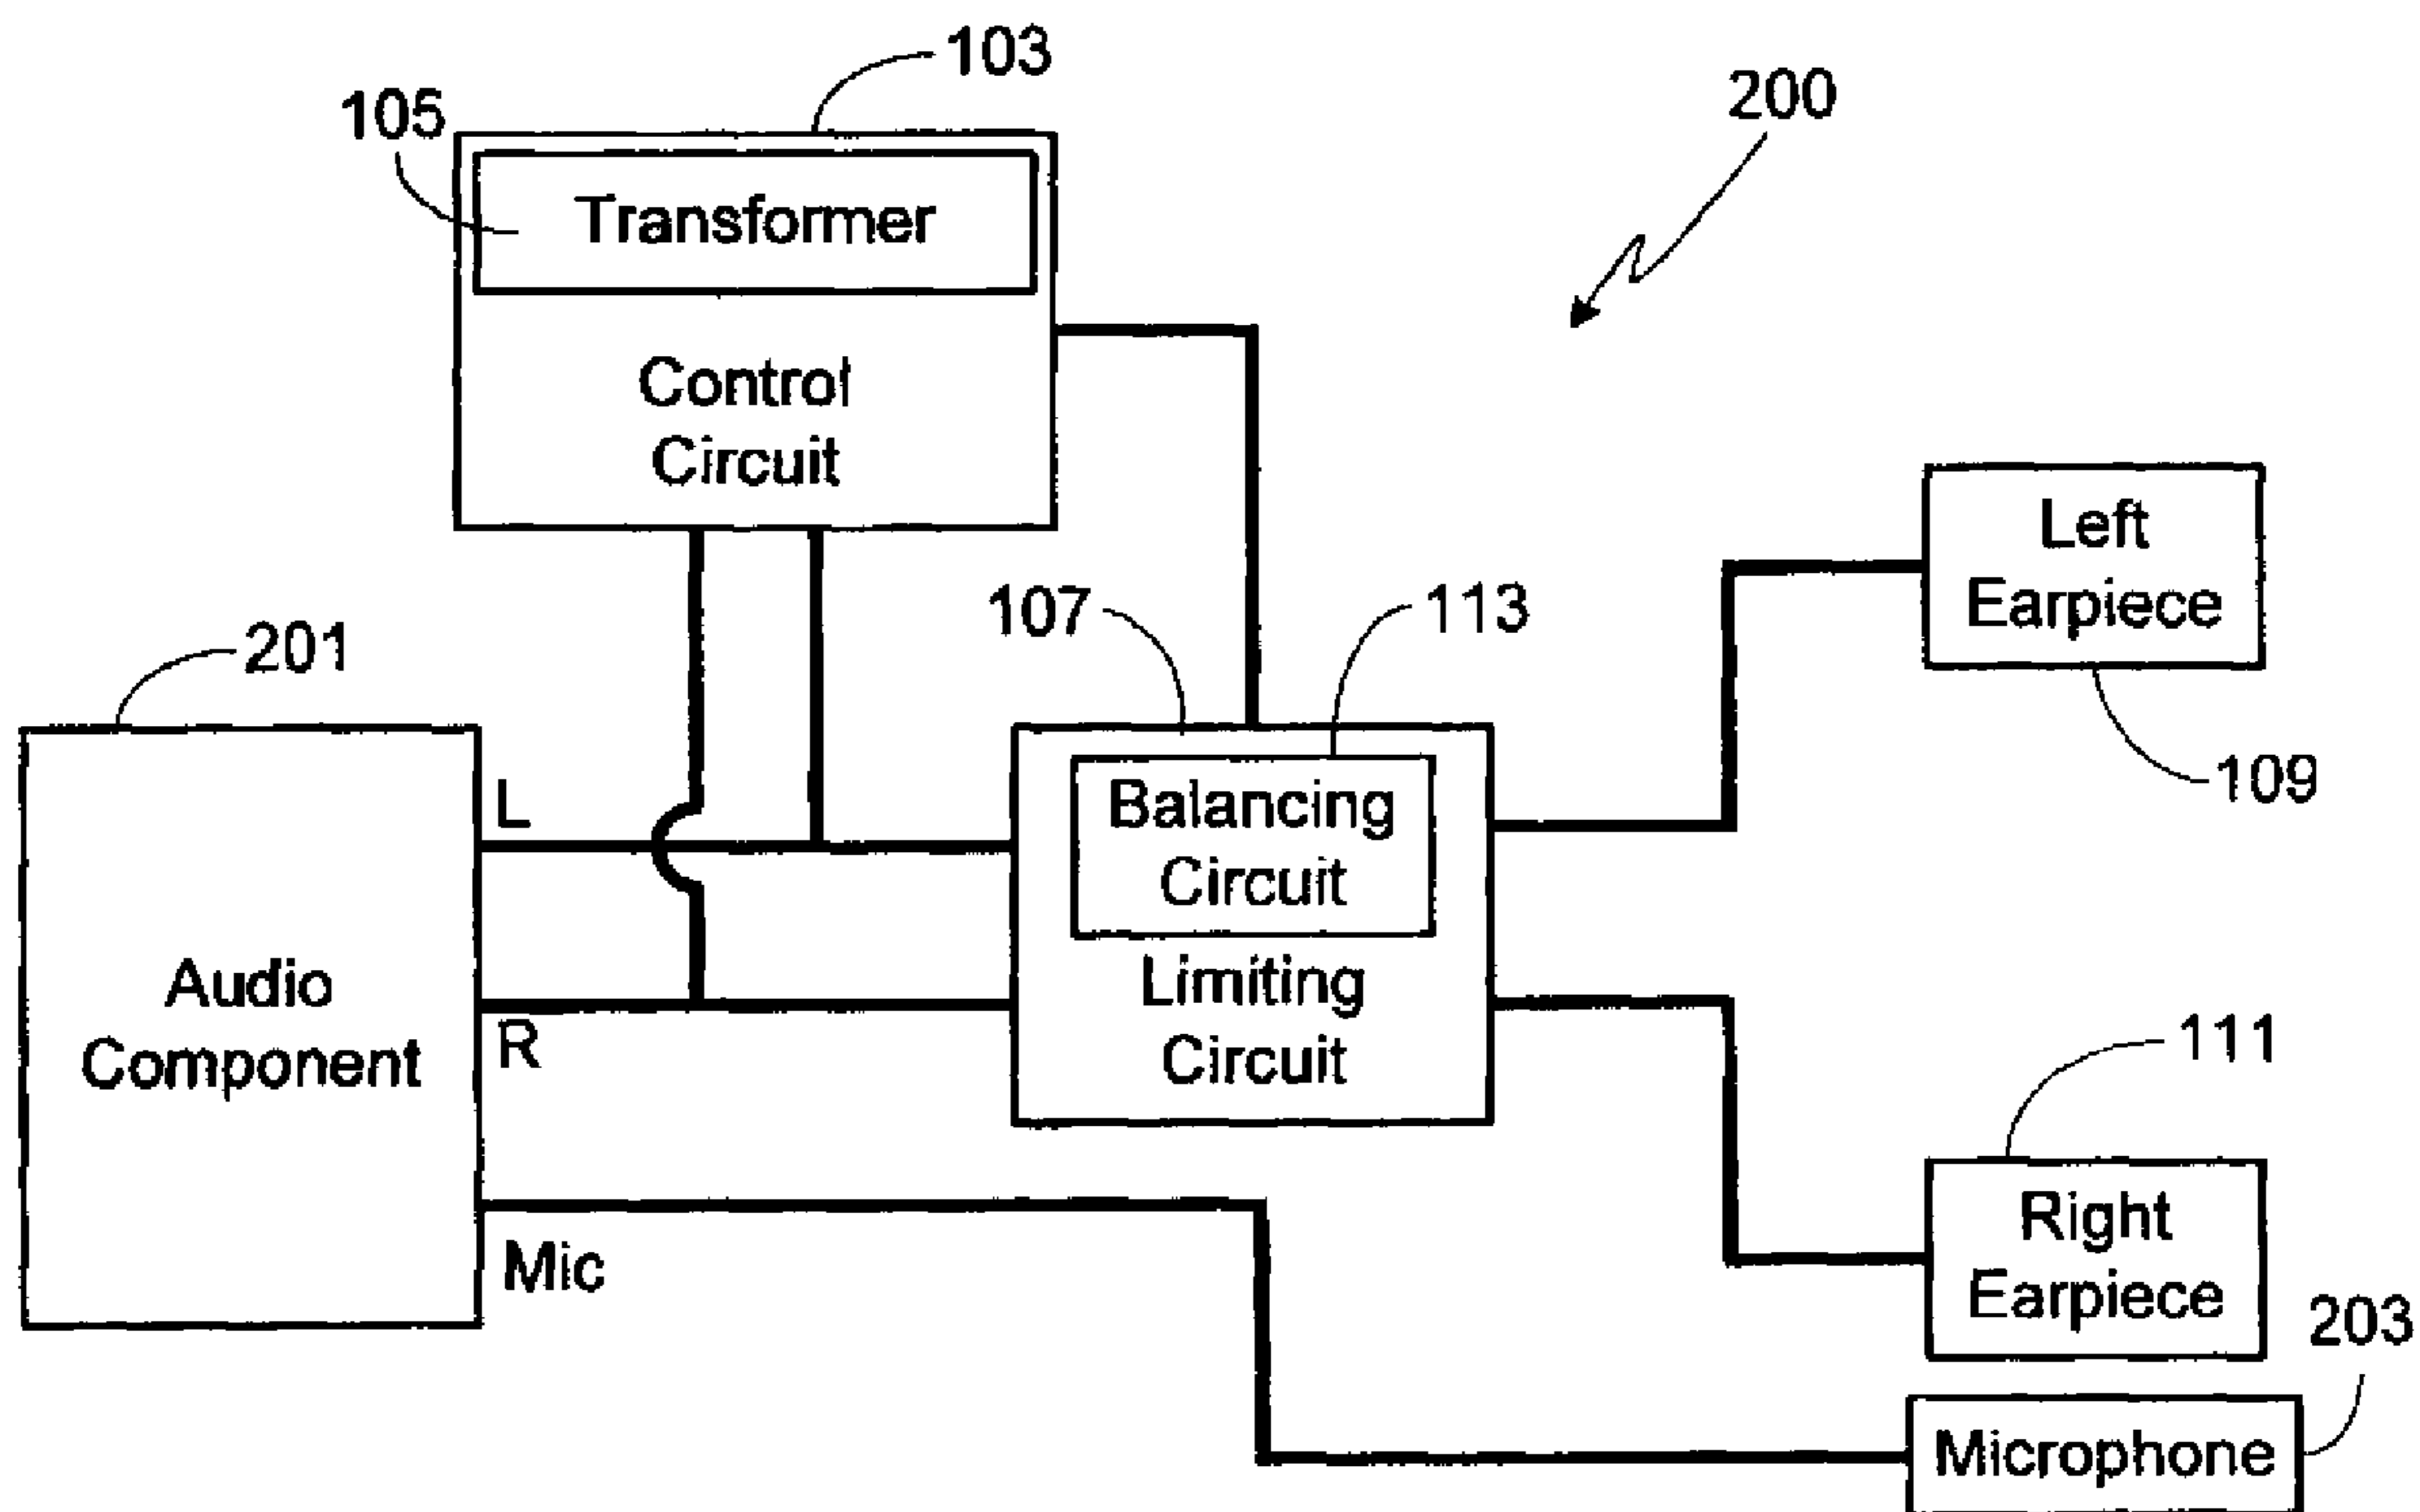 103
105
200
Transformer
Control
Circuit
Left
Earpiece
107
113
201
109
L
Balancing
Circuit
Audio
Component
Limiting
Circuit
R
111
Mic
Right
Earpiece
203
Microphone